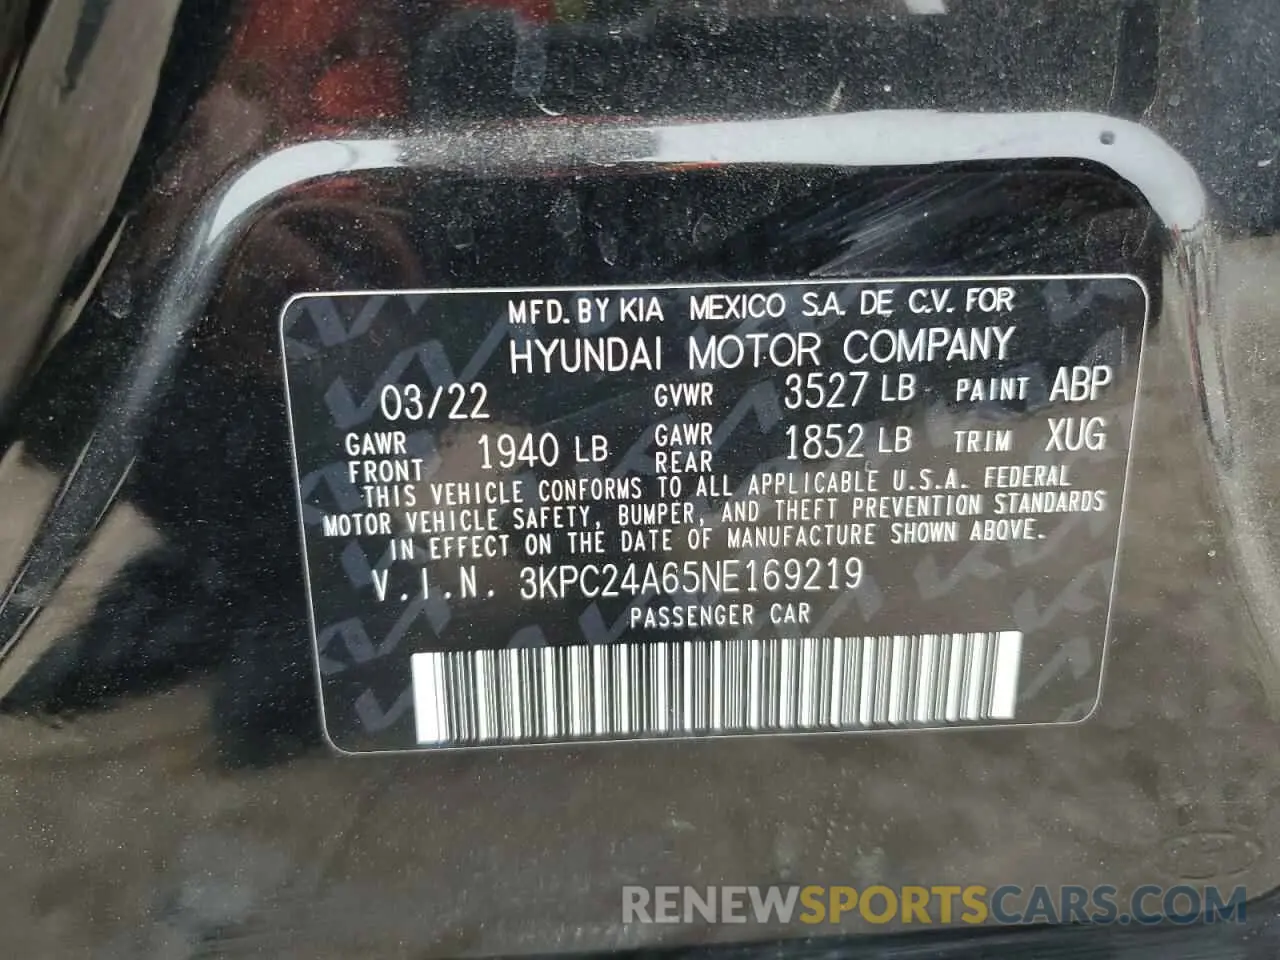 MFD. BY KIA MEXICO S.A. DE C.V. FOR
HYUNDAI MOTOR COMPANY
03/22 GVWR 3527 LB PAINT ABP
GAWR FRONT 1940 LB GAWR REAR 1852 LB TRIM XUG
THIS VEHICLE CONFORMS TO ALL APPLICABLE U.S.A. FEDERAL
MOTOR VEHICLE SAFETY, BUMPER, AND THEFT PREVENTION STANDARDS
IN EFFECT ON THE DATE OF MANUFACTURE SHOWN ABOVE.
V.I.N. 3KPC24A65NE169219
PASSENGER CAR
RENEWSPORTSCARS.COM